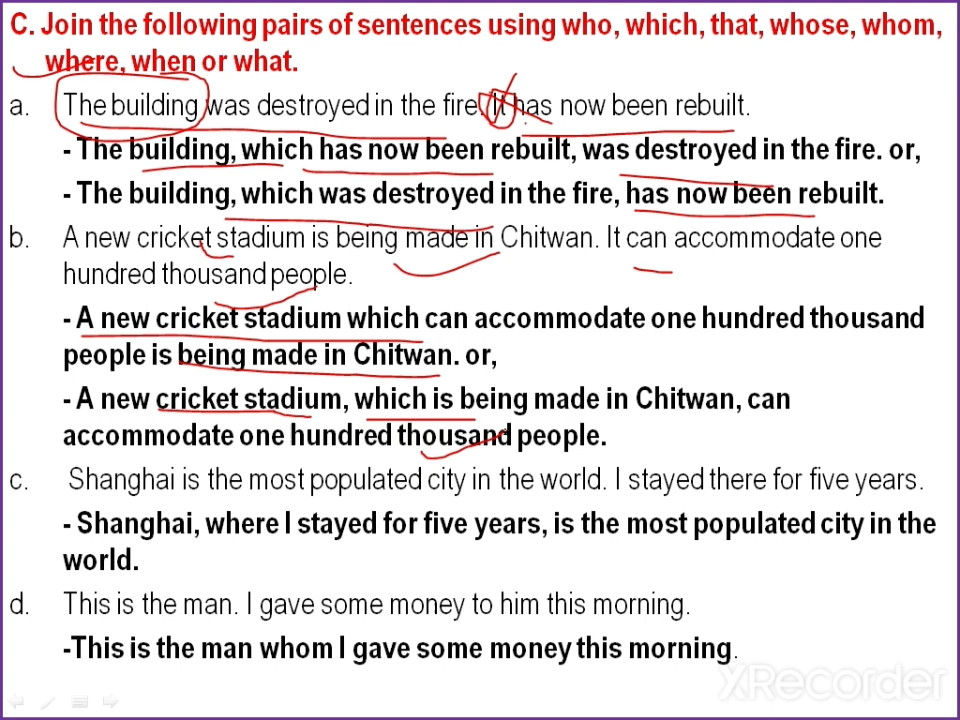 C. Join the following pairs of sentences using who, which, that, whose, whom,
where, when or what.
a. The building was destroyed in the fire. It has now been rebuilt.
- The building, which has now been rebuilt, was destroyed in the fire. or,
- The building, which was destroyed in the fire, has now been rebuilt.
b. A new cricket stadium is being made in Chitwan. It can accommodate one
hundred thousand people.
- A new cricket stadium which can accommodate one hundred thousand
people is being made in Chitwan. or,
- A new cricket stadium, which is being made in Chitwan, can
accommodate one hundred thousand people.
c. Shanghai is the most populated city in the world. I stayed there for five years.
- Shanghai, where I stayed for five years, is the most populated city in the
world.
d. This is the man. I gave some money to him this morning.
-This is the man whom I gave some money this morning.
XRecorder